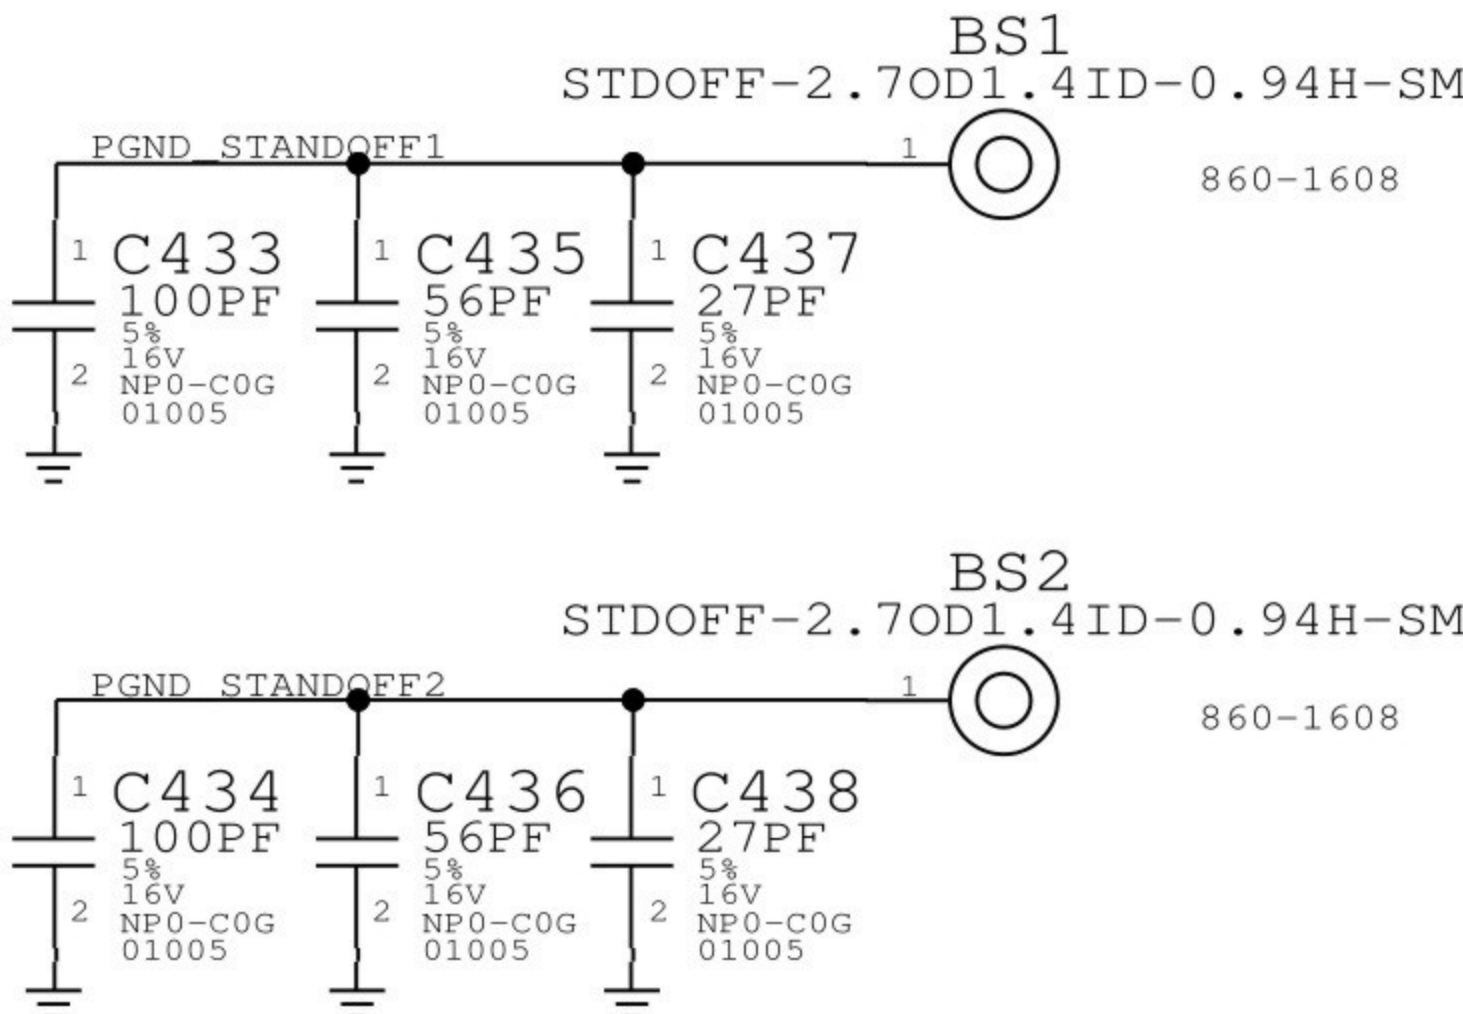 BS1
STDOFF-2.7OD1.4ID-0.94H-SM
PGND_STANDOFF1
1
860-1608
1 C433
100PF
5%
16V
2
NP0-C0G
01005
1 C435
56PF
5%
16V
2
NP0-C0G
01005
1 C437
27PF
5%
16V
2
NP0-C0G
01005
BS2
STDOFF-2.7OD1.4ID-0.94H-SM
PGND_STANDOFF2
1
860-1608
1 C434
100PF
5%
16V
2
NP0-C0G
01005
1 C436
56PF
5%
16V
2
NP0-C0G
01005
1 C438
27PF
5%
16V
2
NP0-C0G
01005